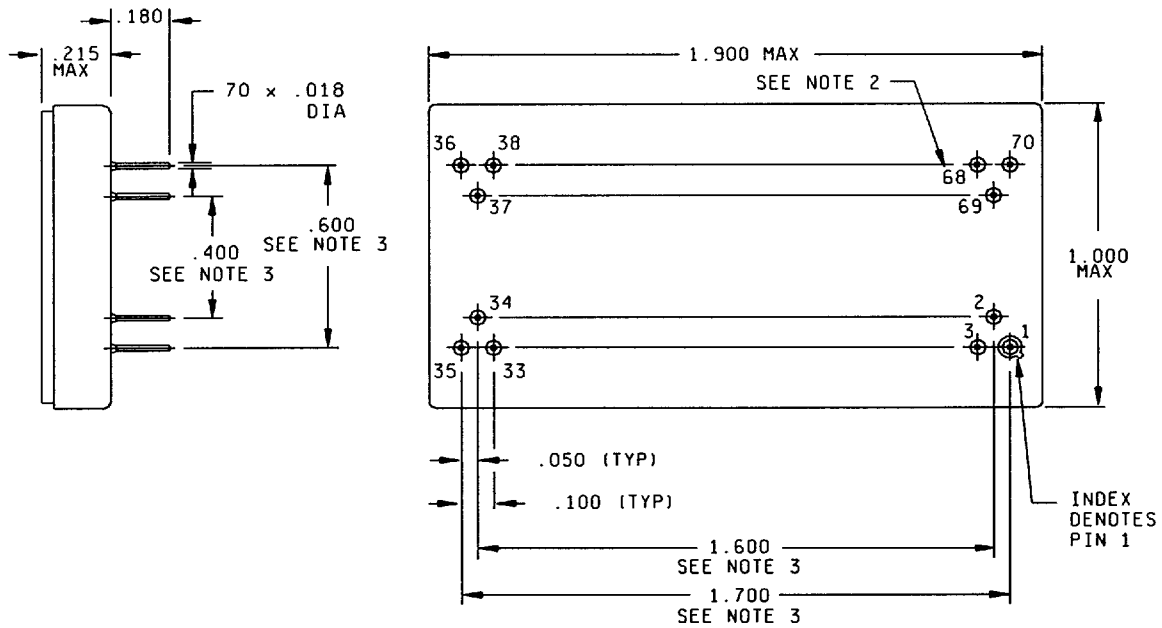 .180
.215
MAX
70 × .018
DIA
.600
SEE NOTE 3
.400
SEE NOTE 3
1.900 MAX
SEE NOTE 2
36
38
37
68
70
69
1.000
MAX
34
2
35
33
3
1
.050 (TYP)
.100 (TYP)
INDEX
DENOTES
PIN 1
1.600
SEE NOTE 3
1.700
SEE NOTE 3